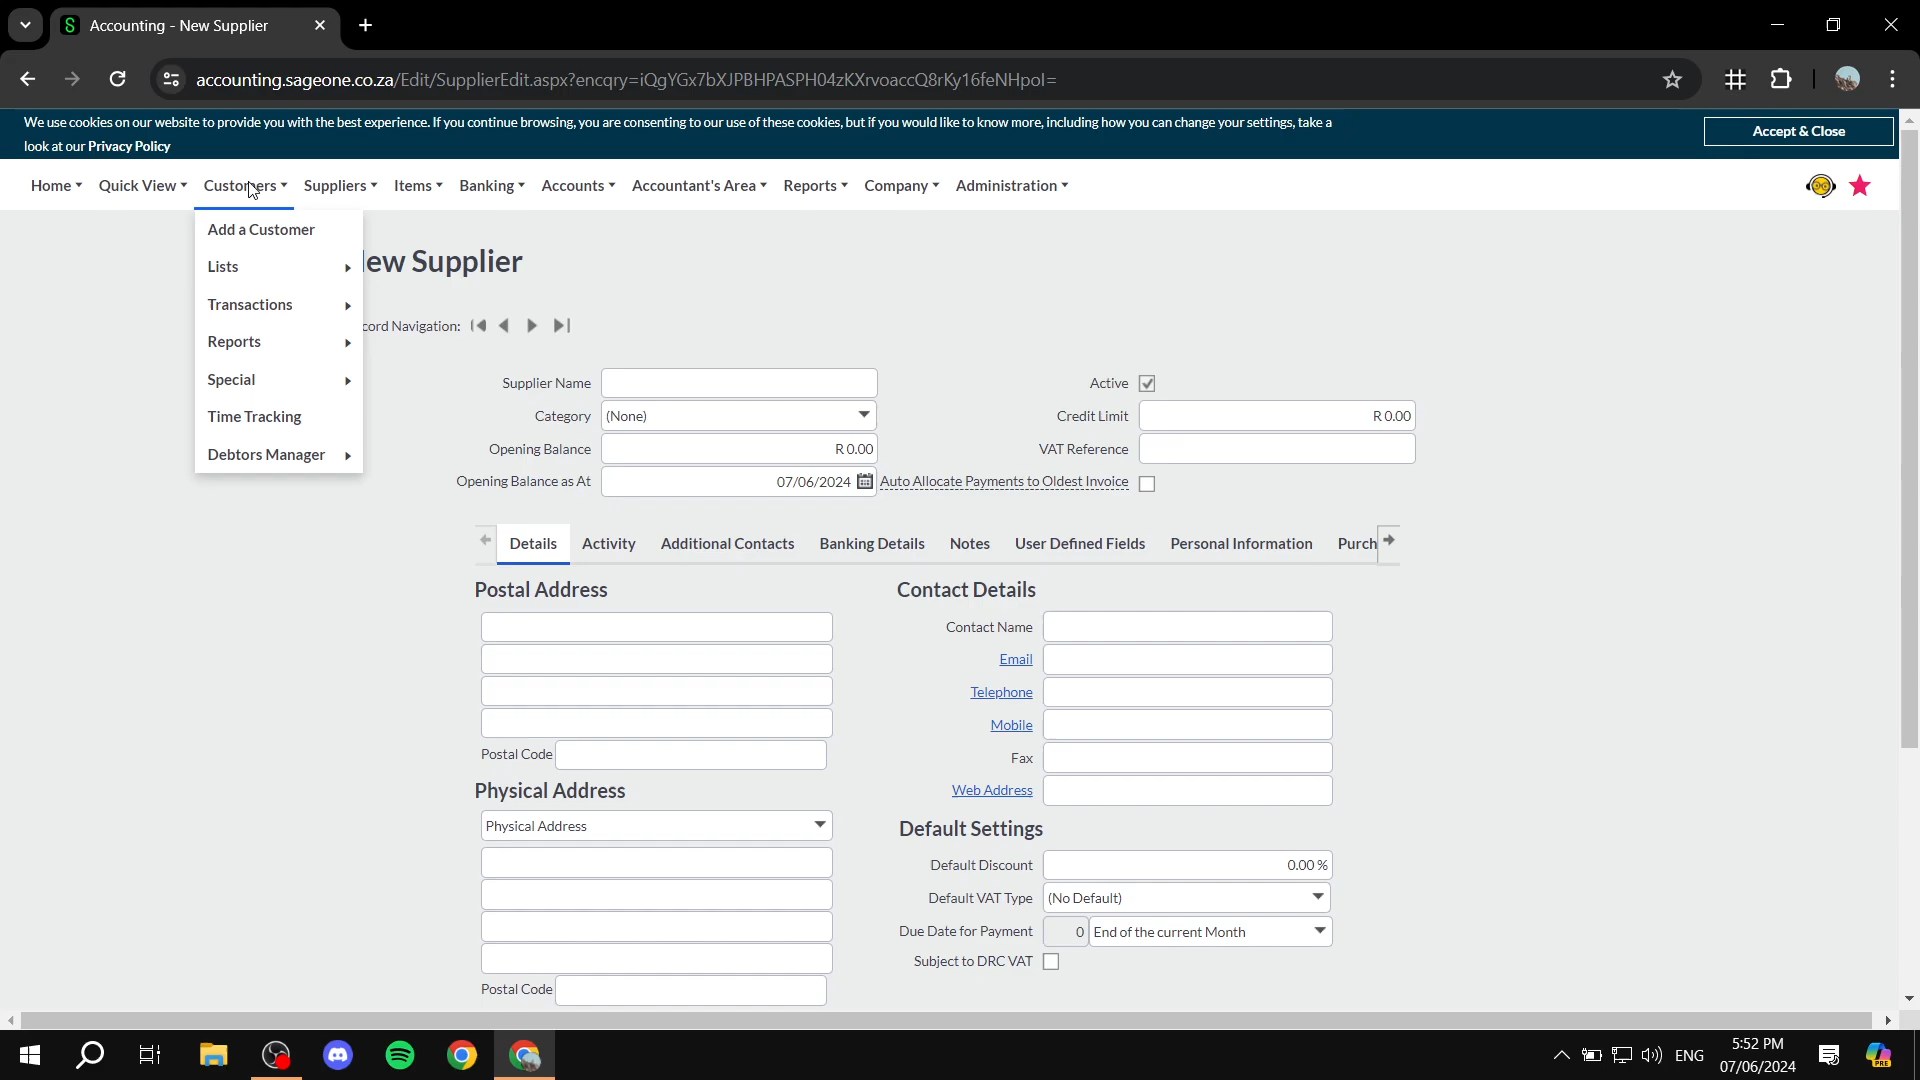 Accounting - New Supplier
accounting.sageone.co.za/Edit/SupplierEdit.aspx?encqry=iQgYGx7bXJPBHPASPH04zKXrvoaccQ8rKy16feNHpoI=
We use cookies on our website to provide you with the best experience. If you continue browsing, you are consenting to our use of these cookies, but if you would like to know more, including how you can change your settings, take a
look at our Privacy Policy
Accept & Close
Home Quick View Customers Suppliers Items Banking Accounts Accountant's Area Reports Company Administration
Add a Customer
Lists
Transactions
Reports
Special
Time Tracking
Debtors Manager
ew Supplier
cord Navigation:
Supplier Name
Active
Category (None)
Credit Limit R0.00
Opening Balance R0.00
VAT Reference
Opening Balance as At 07/06/2024
Auto Allocate Payments to Oldest Invoice
Details Activity Additional Contacts Banking Details Notes User Defined Fields Personal Information Purch
Postal Address
Postal Code
Physical Address
Physical Address
Postal Code
Contact Details
Contact Name
Email
Telephone
Mobile
Fax
Web Address
Default Settings
Default Discount 0.00 %
Default VAT Type (No Default)
Due Date for Payment 0 End of the current Month
Subject to DRC VAT
ENG
5:52 PM
07/06/2024
PRE